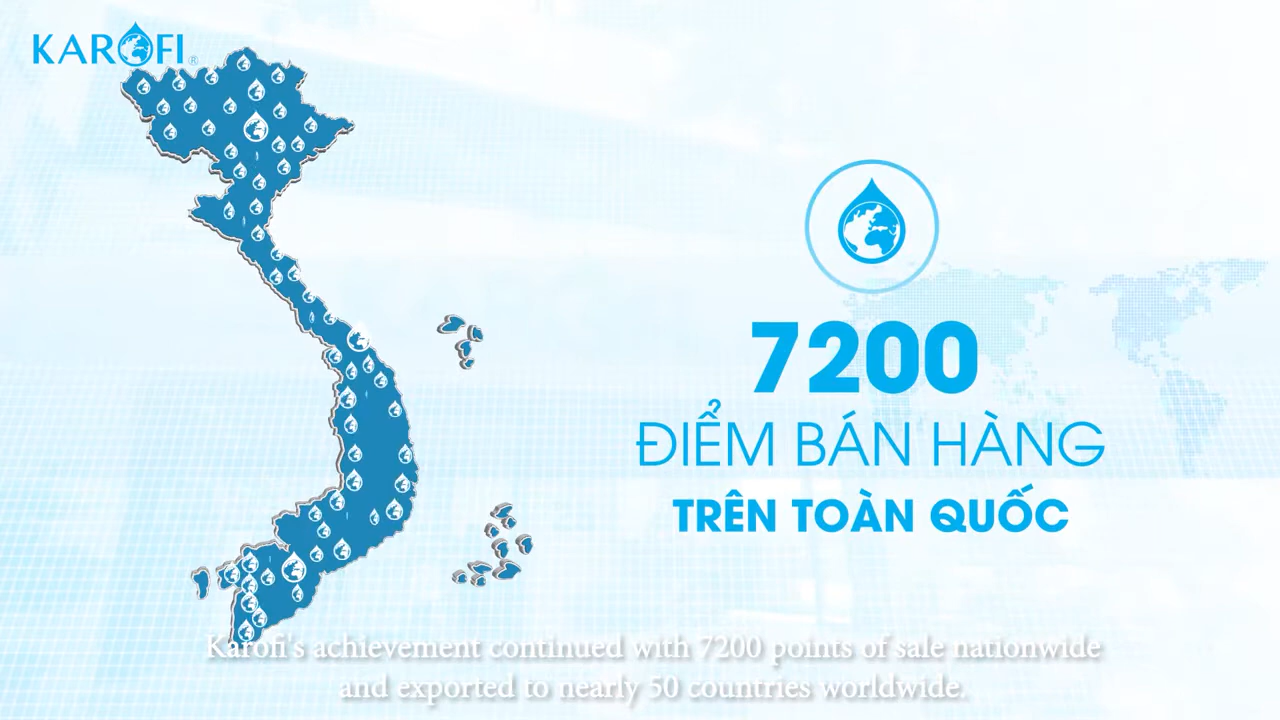 KAROFI®
7200
ĐIỂM BÁN HÀNG
TRÊN TOÀN QUỐC
Karofi's achievement continued with 7200 points of sale nationwide
and exported to nearly 50 countries worldwide.